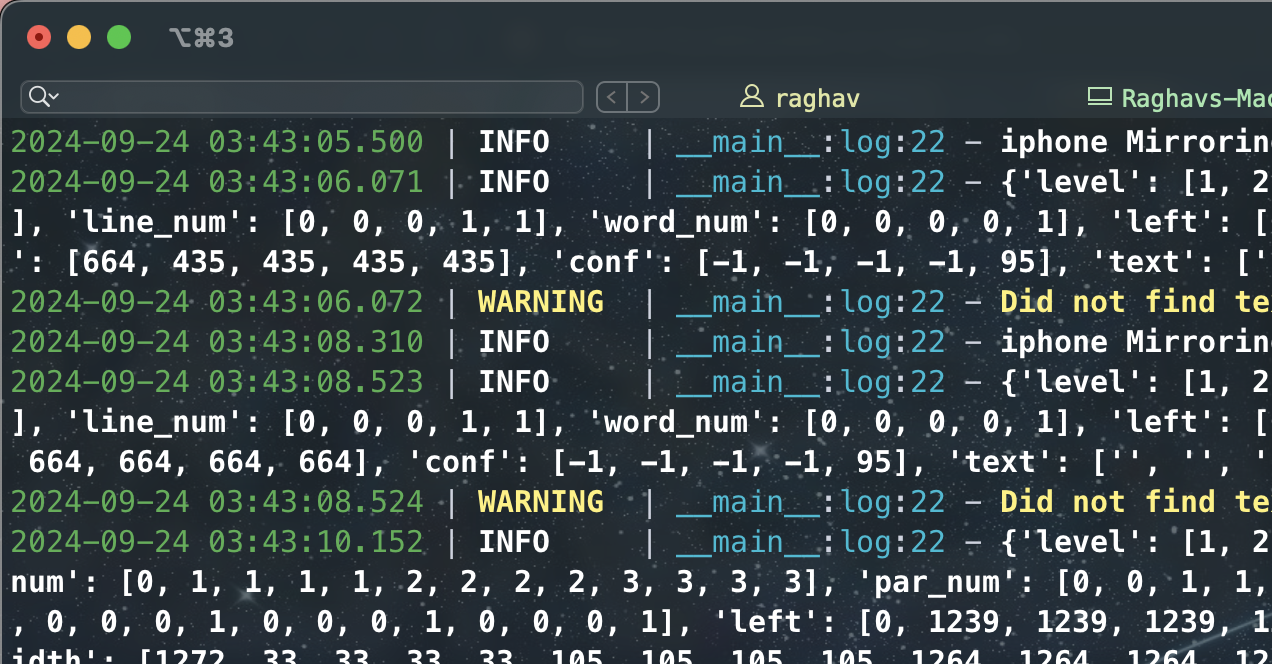 ⌥⌘3
raghav Raghavs-Mac
2024-09-24 03:43:05.500 | INFO | __main__:log:22 - iphone Mirrorin
2024-09-24 03:43:06.071 | INFO | __main__:log:22 - {'level': [1, 2
], 'line_num': [0, 0, 0, 1, 1], 'word_num': [0, 0, 0, 0, 1], 'left': [
': [664, 435, 435, 435, 435], 'conf': [-1, -1, -1, -1, 95], 'text': ['
2024-09-24 03:43:06.072 | WARNING | __main__:log:22 - Did not find te
2024-09-24 03:43:08.310 | INFO | __main__:log:22 - iphone Mirrorin
2024-09-24 03:43:08.523 | INFO | __main__:log:22 - {'level': [1, 2
], 'line_num': [0, 0, 0, 1, 1], 'word_num': [0, 0, 0, 0, 1], 'left': [
664, 664, 664, 664], 'conf': [-1, -1, -1, -1, 95], 'text': ['', '', '
2024-09-24 03:43:08.524 | WARNING | __main__:log:22 - Did not find te
2024-09-24 03:43:10.152 | INFO | __main__:log:22 - {'level': [1, 2
num': [0, 1, 1, 1, 1, 2, 2, 2, 2, 3, 3, 3, 3], 'par_num': [0, 0, 1, 1,
, 0, 0, 0, 1, 0, 0, 0, 1, 0, 0, 0, 1], 'left': [0, 1239, 1239, 1239, 1
idth': [1272, 33, 33, 33, 33, 105, 105, 105, 105, 1264, 1264, 1264, 12